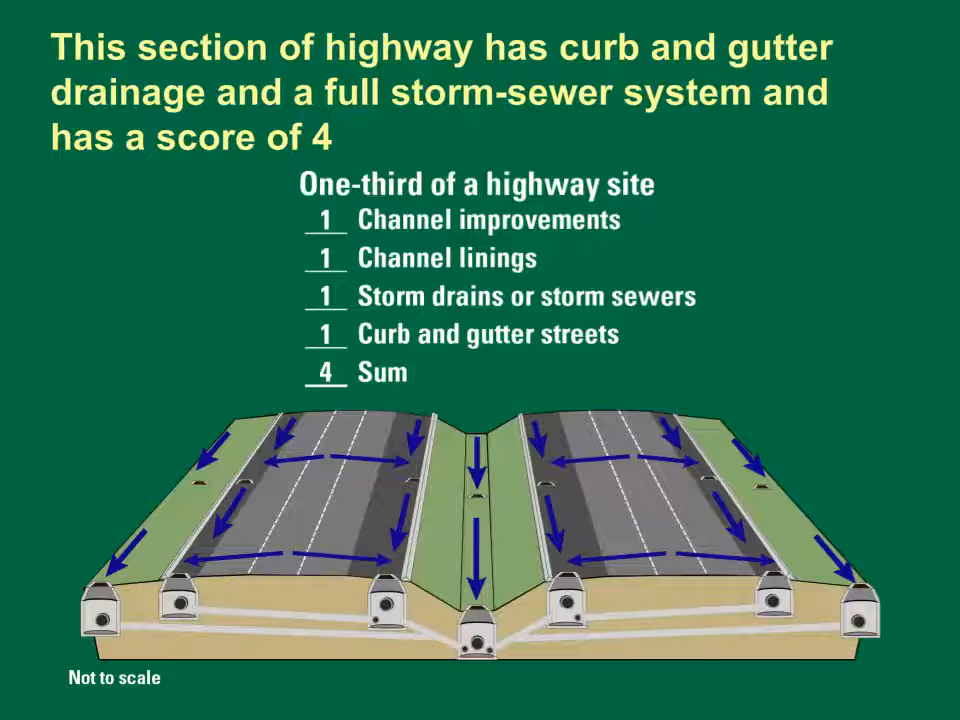 This section of highway has curb and gutter
drainage and a full storm-sewer system and
has a score of 4
One-third of a highway site
1 Channel improvements
1 Channel linings
1 Storm drains or storm sewers
1 Curb and gutter streets
4 Sum
Not to scale